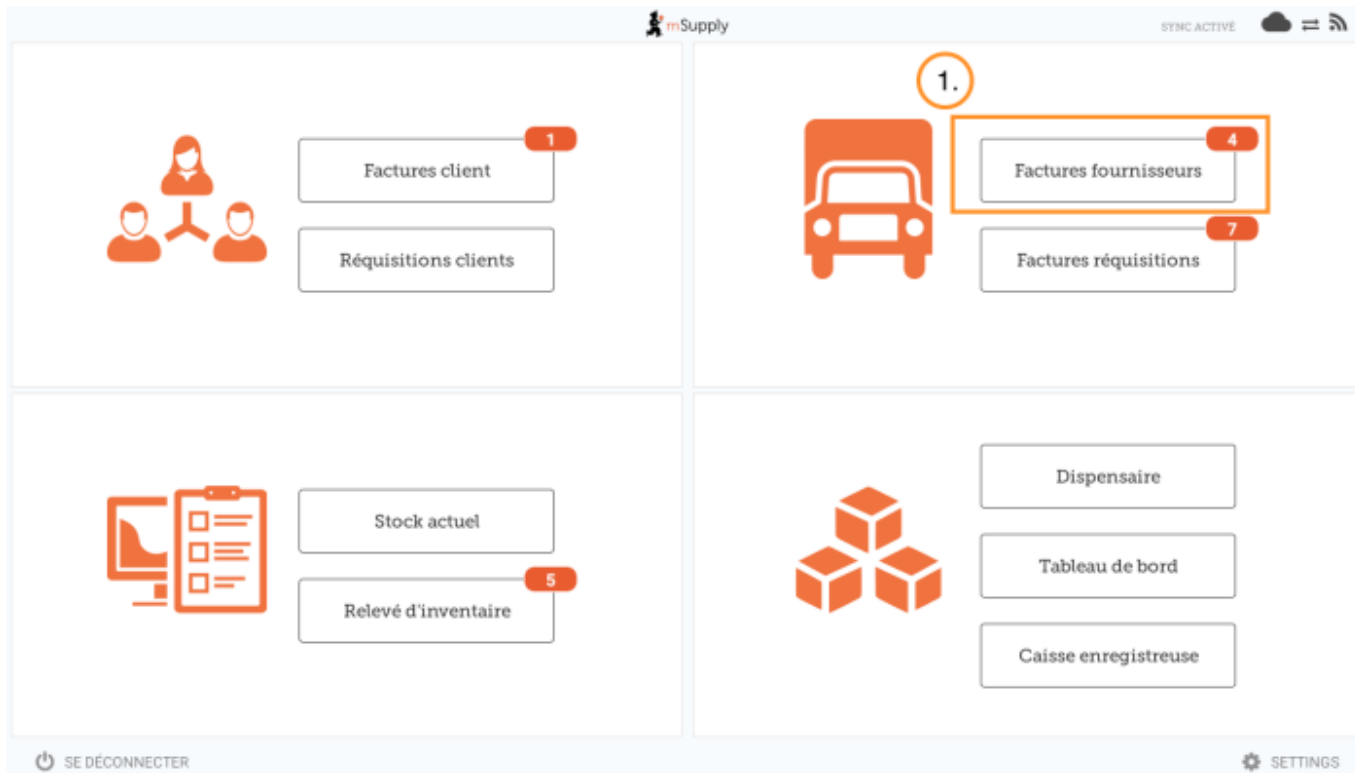 mSupply
SYNC ACTIVÉ
1.
1
Factures client
Réquisitions clients
4
Factures fournisseurs
7
Factures réquisitions
Stock actuel
5
Relevé d'inventaire
Dispensaire
Tableau de bord
Caisse enregistreuse
SE DÉCONNECTER
SETTINGS